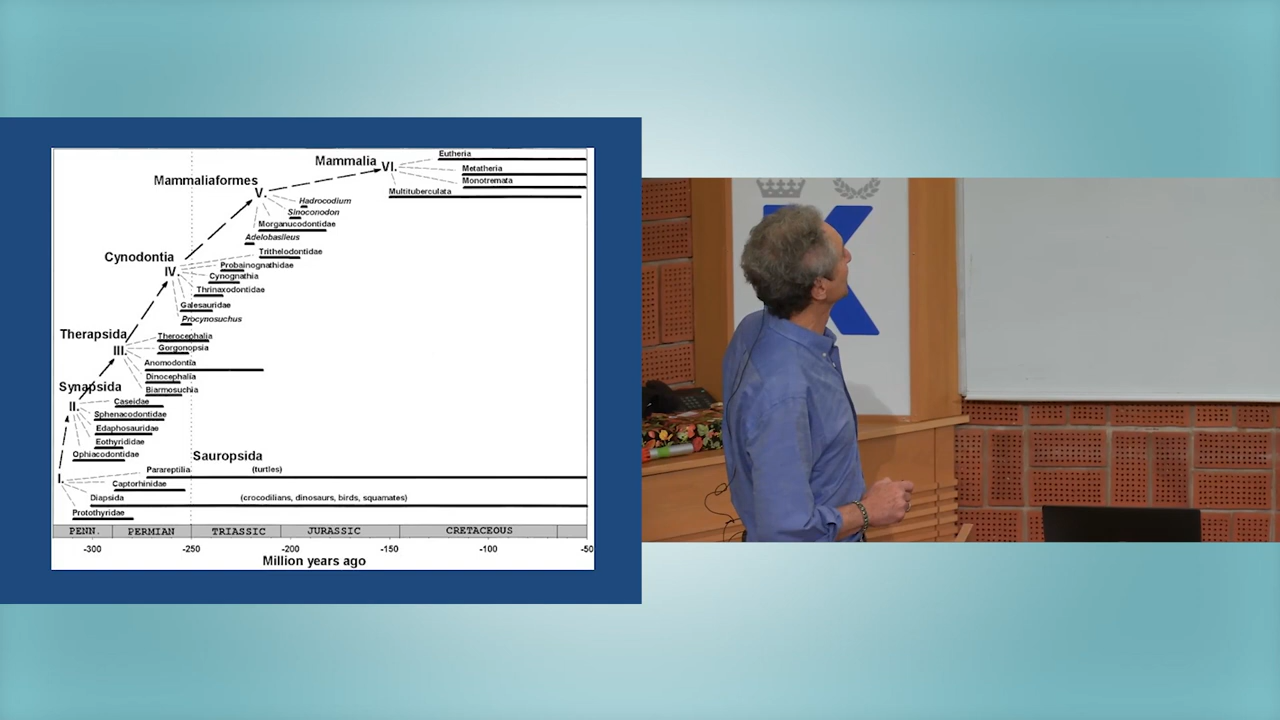 Eutheria
Mammalia VI.
Metatheria
Monotremata
Mammaliaformes
V.
Multituberculata
Hadrocodium
Sinoconodon
Morganucodontidae
Adelobasileus
Trithelodontidae
Cynodontia
IV.
Probainognathidae
Cynognathia
Thrinaxodontidae
Galesauridae
Procynosuchus
Therapsida
III.
Therocephalia
Gorgonopsia
Anomodontia
Dinocephalia
Biarmosuchia
Synapsida
II.
Caseidae
Sphenacodontidae
Edaphosauridae
Eothyrididae
Ophiacodontidae
Sauropsida
I.
Parareptilia (turtles)
Captorhinidae
Diapsida (crocodilians, dinosaurs, birds, squamates)
Protothyridae
PENN. PERMIAN TRIASSIC JURASSIC CRETACEOUS
-300 -250 -200 -150 -100 -50
Million years ago
K